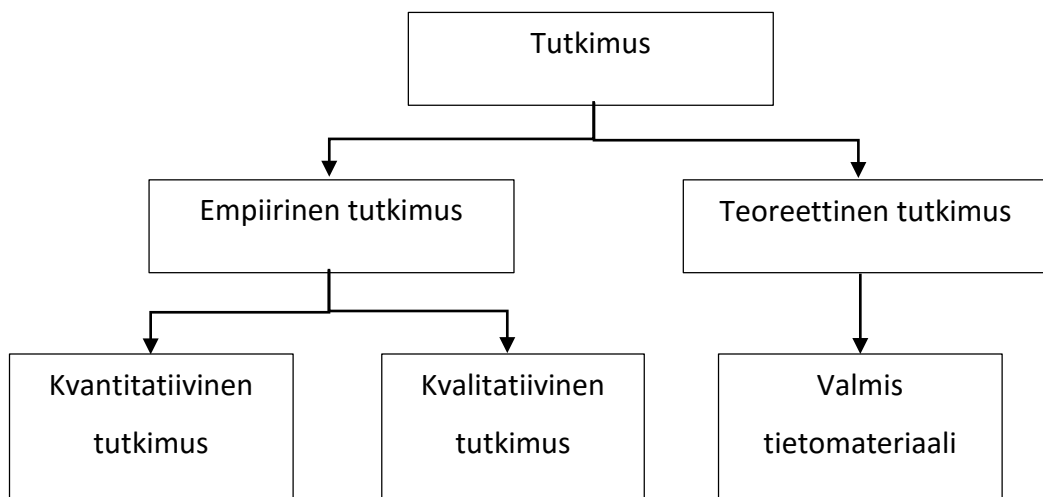 Tutkimus
Empiirinen tutkimus
Teoreettinen tutkimus
Kvantitatiivinen
tutkimus
Kvalitatiivinen
tutkimus
Valmis
tietomateriaali